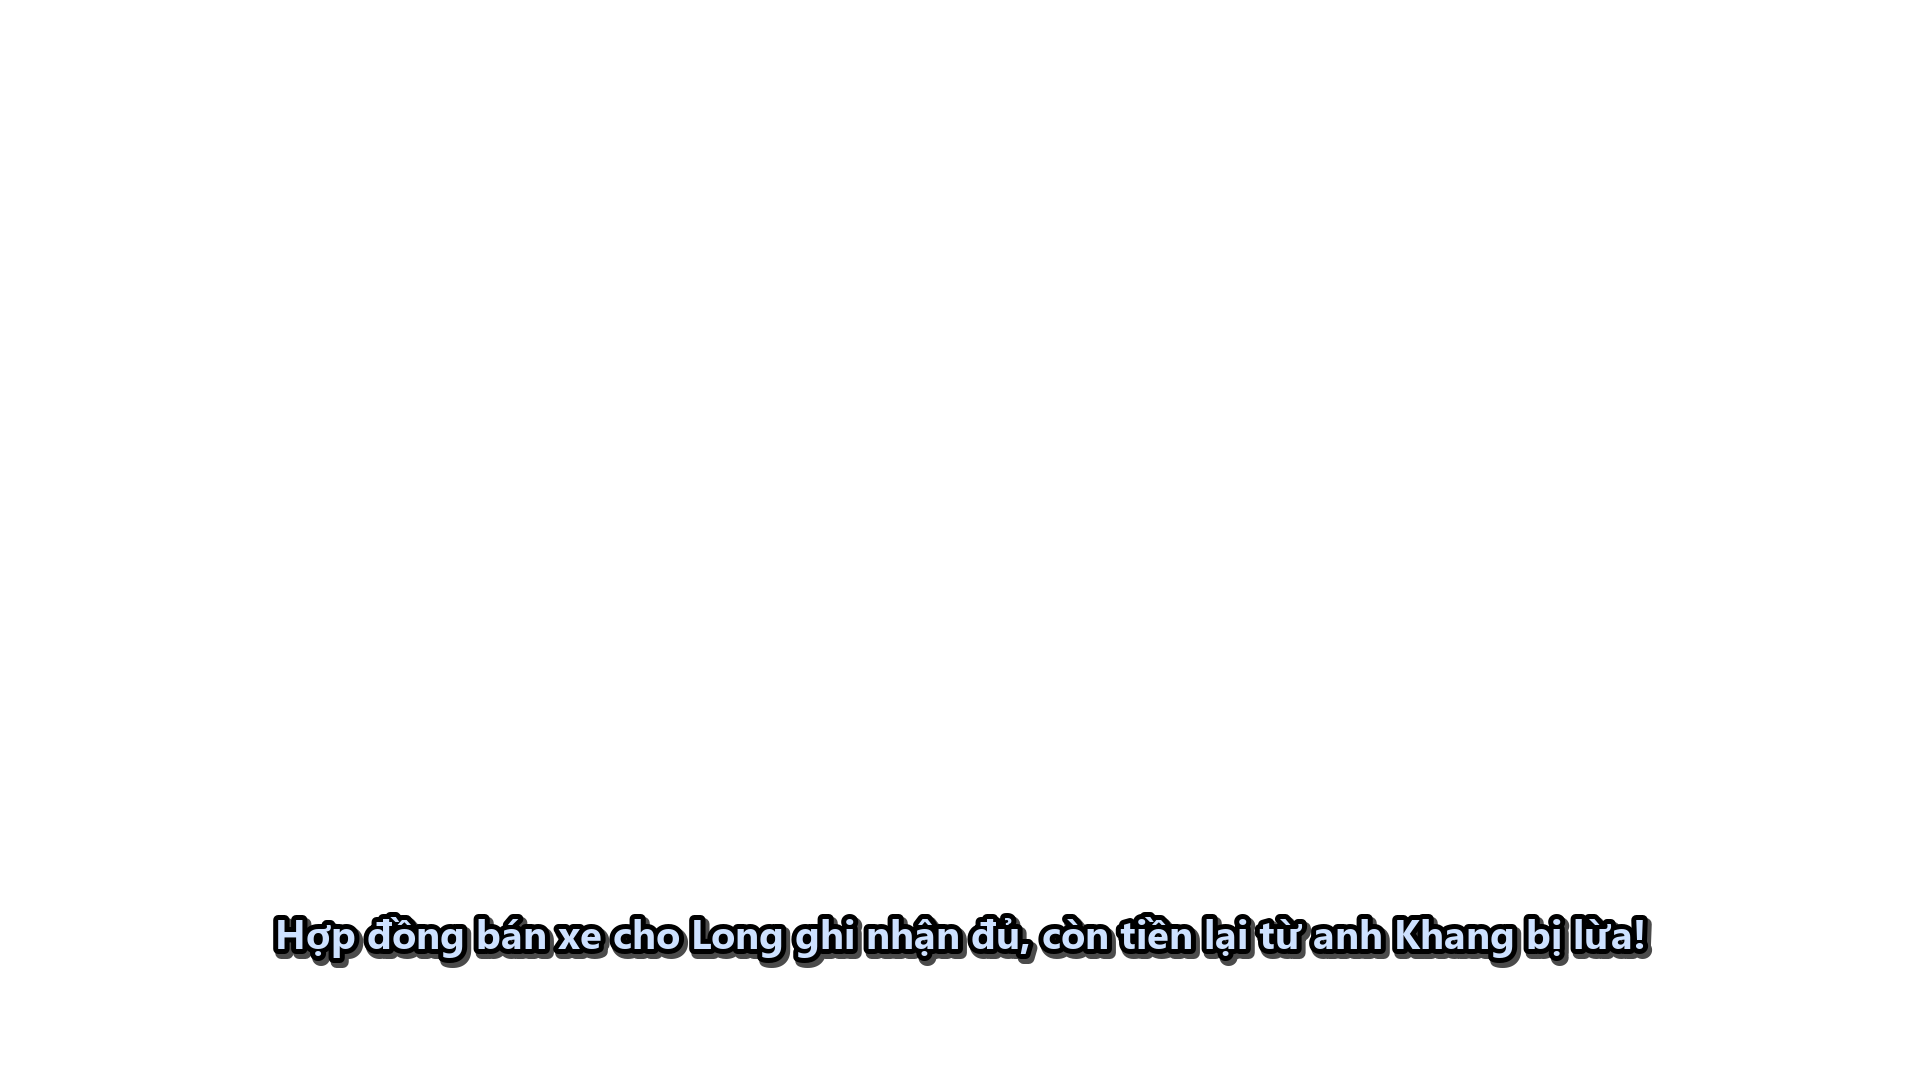 Hợp đồng bán xe cho Long ghi nhận đủ, còn tiền lại từ anh Khang bị lừa!